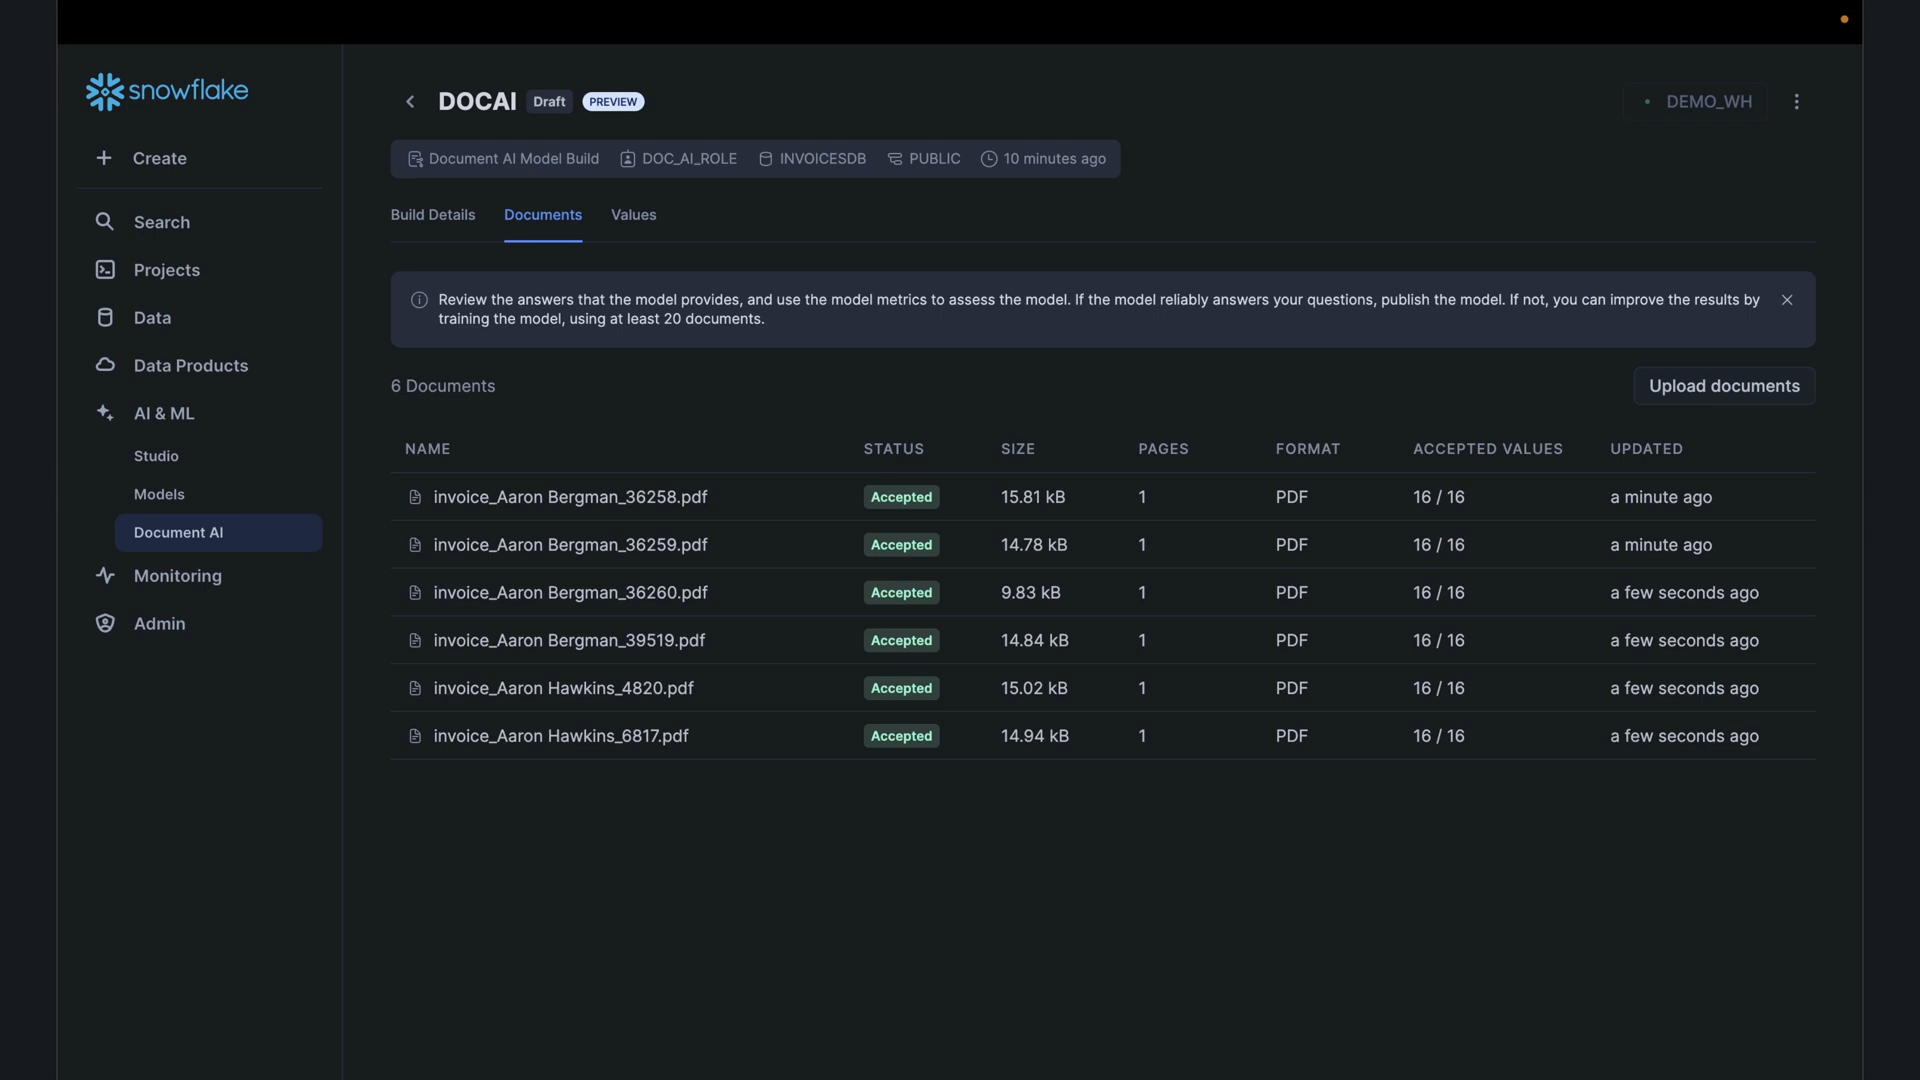 snowflake
Create
Search
Projects
Data
Data Products
AI & ML
Studio
Models
Document AI
Monitoring
Admin
DOCAI Draft PREVIEW
DEMO_WH
Document AI Model Build DOC_AI_ROLE INVOICESDB PUBLIC 10 minutes ago
Build Details Documents Values
Review the answers that the model provides, and use the model metrics to assess the model. If the model reliably answers your questions, publish the model. If not, you can improve the results by
training the model, using at least 20 documents.
6 Documents
Upload documents
NAME STATUS SIZE PAGES FORMAT ACCEPTED VALUES UPDATED
invoice_Aaron Bergman_36258.pdf Accepted 15.81 kB 1 PDF 16 / 16 a minute ago
invoice_Aaron Bergman_36259.pdf Accepted 14.78 kB 1 PDF 16 / 16 a minute ago
invoice_Aaron Bergman_36260.pdf Accepted 9.83 kB 1 PDF 16 / 16 a few seconds ago
invoice_Aaron Bergman_39519.pdf Accepted 14.84 kB 1 PDF 16 / 16 a few seconds ago
invoice_Aaron Hawkins_4820.pdf Accepted 15.02 kB 1 PDF 16 / 16 a few seconds ago
invoice_Aaron Hawkins_6817.pdf Accepted 14.94 kB 1 PDF 16 / 16 a few seconds ago